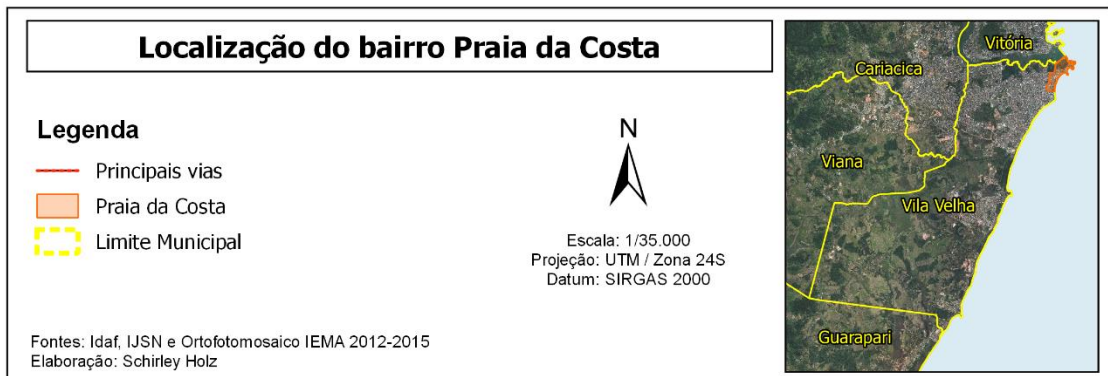 Localização do bairro Praia da Costa
Legenda
Principais vias
Praia da Costa
Limite Municipal
N
Escala: 1/35.000
Projeção: UTM / Zona 24S
Datum: SIRGAS 2000
Fontes: Idaf, IJSN e Ortofotomosaico IEMA 2012-2015
Elaboração: Schirley Holz
Vitória
Cariacica
Viana
Vila Velha
Guarapari